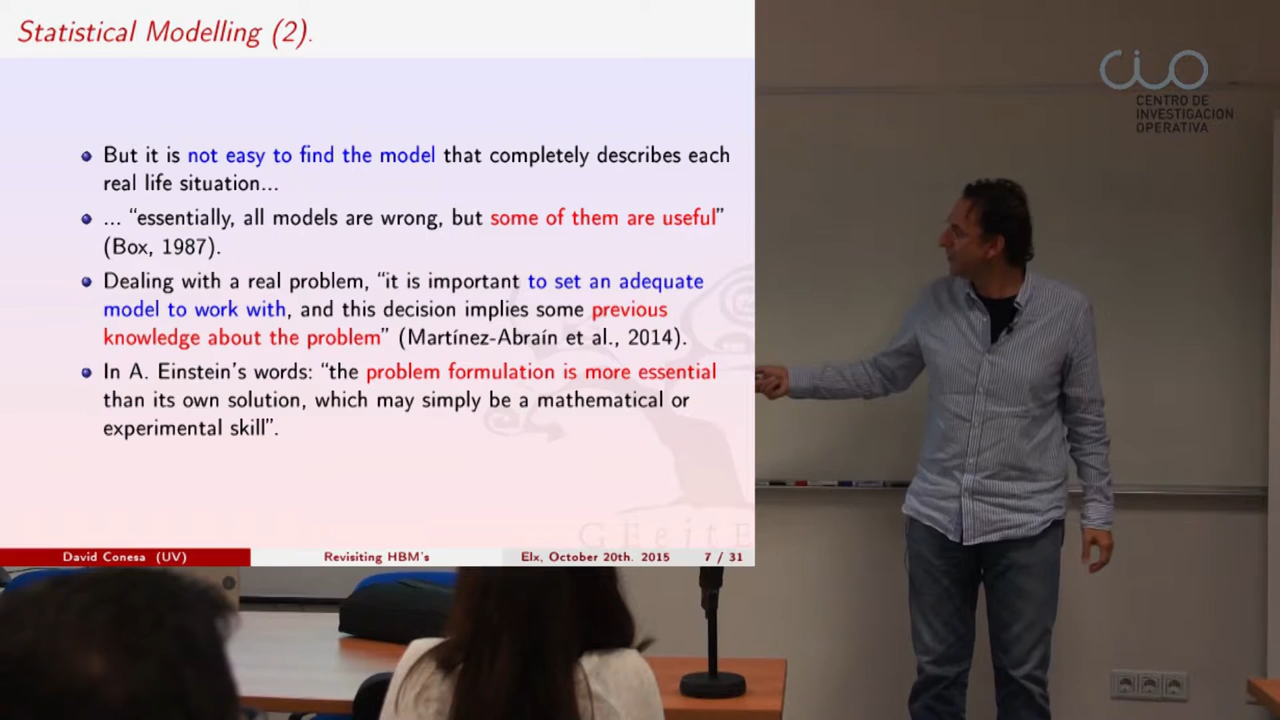 Statistical Modelling (2).
But it is not easy to find the model that completely describes each
real life situation...
... “essentially, all models are wrong, but some of them are useful”
(Box, 1987).
Dealing with a real problem, “it is important to set an adequate
model to work with, and this decision implies some previous
knowledge about the problem” (Martínez-Abraín et al., 2014).
In A. Einstein's words: “the problem formulation is more essential
than its own solution, which may simply be a mathematical or
experimental skill”.
GEeitE
David Conesa (UV) Revisiting HBM's Elx, October 20th. 2015 7 / 31
CIO
CENTRO DE
INVESTIGACION
OPERATIVA